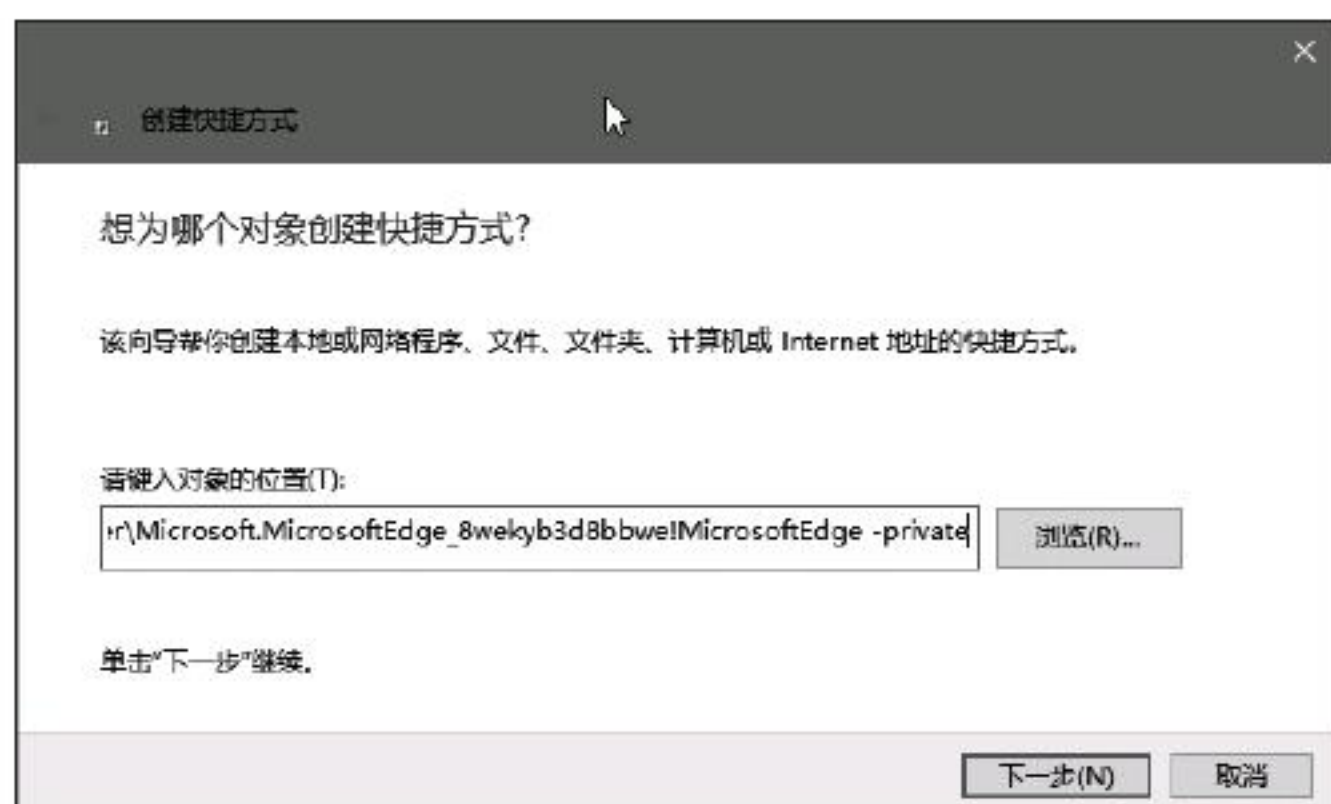 创建快捷方式
想为哪个对象创建快捷方式?
该向导帮你创建本地或网络程序、文件、文件夹、计算机或 Internet 地址的快捷方式。
请键入对象的位置(T):
r\Microsoft.MicrosoftEdge_8wekyb3d8bbwe!MicrosoftEdge -private
浏览(R)...
单击"下一步"继续。
下一步(N)
取消